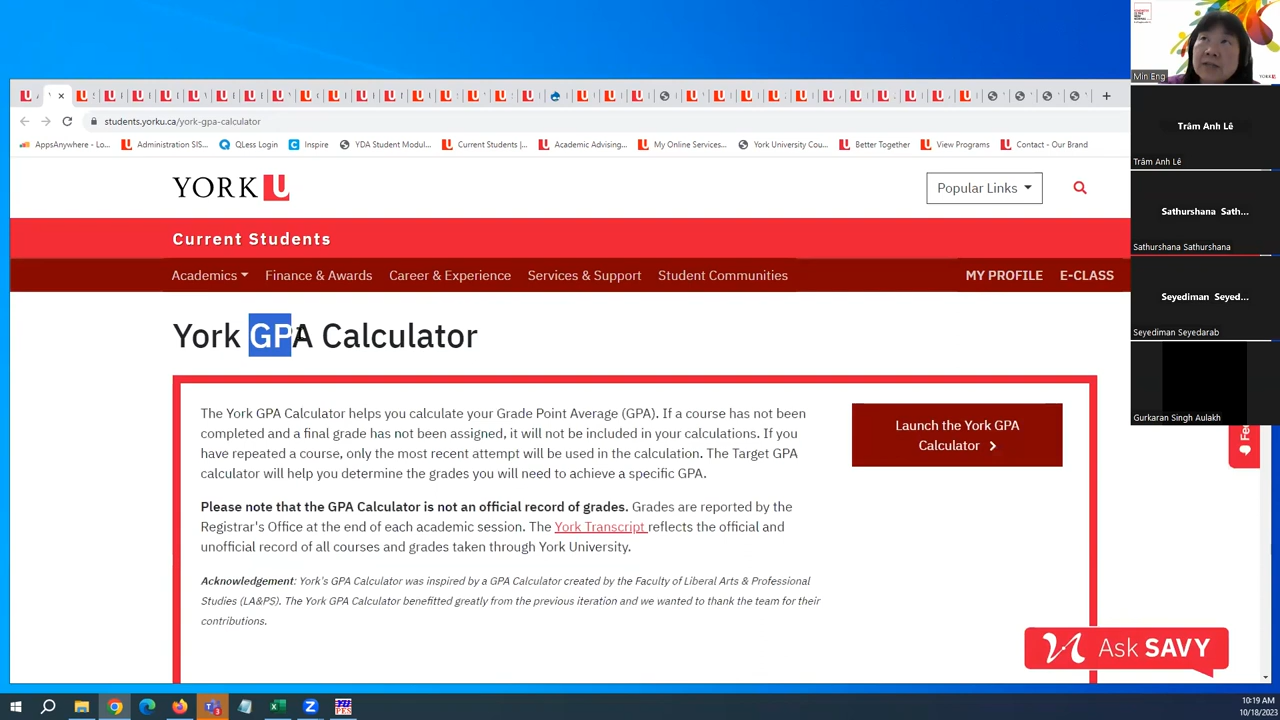 students.yorku.ca/york-gpa-calculator
AppsAnywhere - Lo...
Administration SIS...
QLess Login
Inspire
YDA Student Modul...
Current Students |...
Academic Advising...
My Online Services...
York University Cou...
Better Together
View Programs
Contact - Our Brand
YORK U
Popular Links
Current Students
Academics
Finance & Awards
Career & Experience
Services & Support
Student Communities
MY PROFILE
E-CLASS
York GPA Calculator
The York GPA Calculator helps you calculate your Grade Point Average (GPA). If a course has not been
completed and a final grade has not been assigned, it will not be included in your calculations. If you
have repeated a course, only the most recent attempt will be used in the calculation. The Target GPA
calculator will help you determine the grades you will need to achieve a specific GPA.
Launch the York GPA
Calculator
Please note that the GPA Calculator is not an official record of grades. Grades are reported by the
Registrar's Office at the end of each academic session. The York Transcript reflects the official and
unofficial record of all courses and grades taken through York University.
Acknowledgement: York's GPA Calculator was inspired by a GPA Calculator created by the Faculty of Liberal Arts & Professional
Studies (LA&PS). The York GPA Calculator benefitted greatly from the previous iteration and we wanted to thank the team for their
contributions.
Ask SAVY
Min Eng
YORK U
Trâm Anh Lê
Trâm Anh Lê
Sathurshana Sath...
Sathurshana Sathurshana
Seyediman Seyed...
Seyediman Seyedarab
Gurkaran Singh Aulakh
10:19 AM
10/18/2023